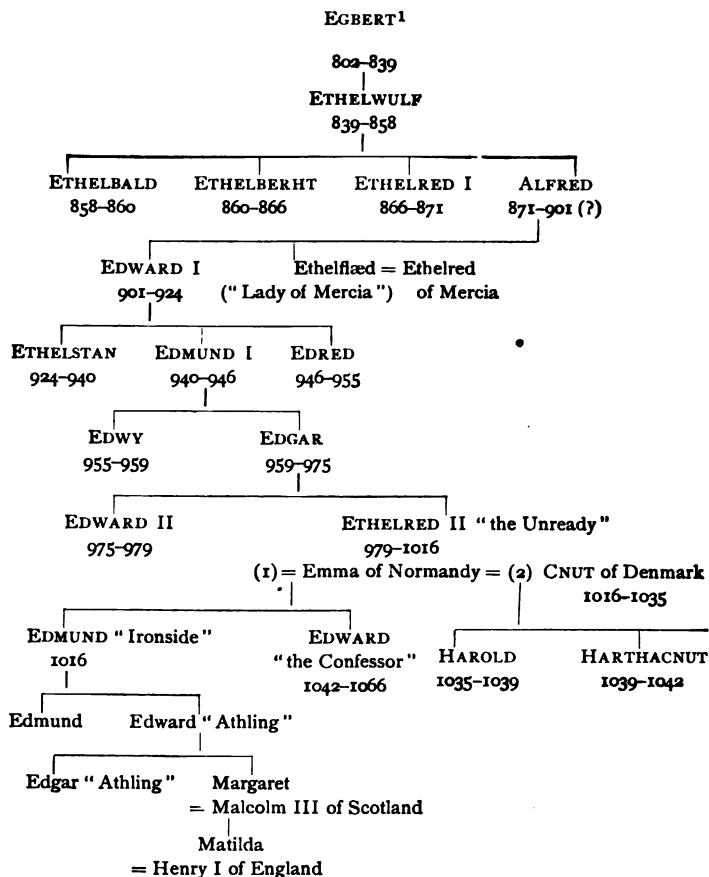 EGBERT¹
802–839
ETHELWULF
839–858
ETHELBALD ETHELBERHT ETHELRED I ALFRED
858–860 860–866 866–871 871–901 (?)
EDWARD I Ethelflæd = Ethelred
901–924 ("Lady of Mercia") of Mercia
ETHELSTAN EDMUND I EDRED
924–940 940–946 946–955
EDWY EDGAR
955–959 959–975
EDWARD II ETHELRED II "the Unready"
975–979 979–1016
(1) = Emma of Normandy = (2) CNUT of Denmark
1016–1035
EDMUND "Ironside" EDWARD
1016 "the Confessor" HAROLD HARTHACNUT
1042–1066 1035–1039 1039–1042
Edmund Edward "Athling"
Edgar "Athling" Margaret
= Malcolm III of Scotland
Matilda
= Henry I of England